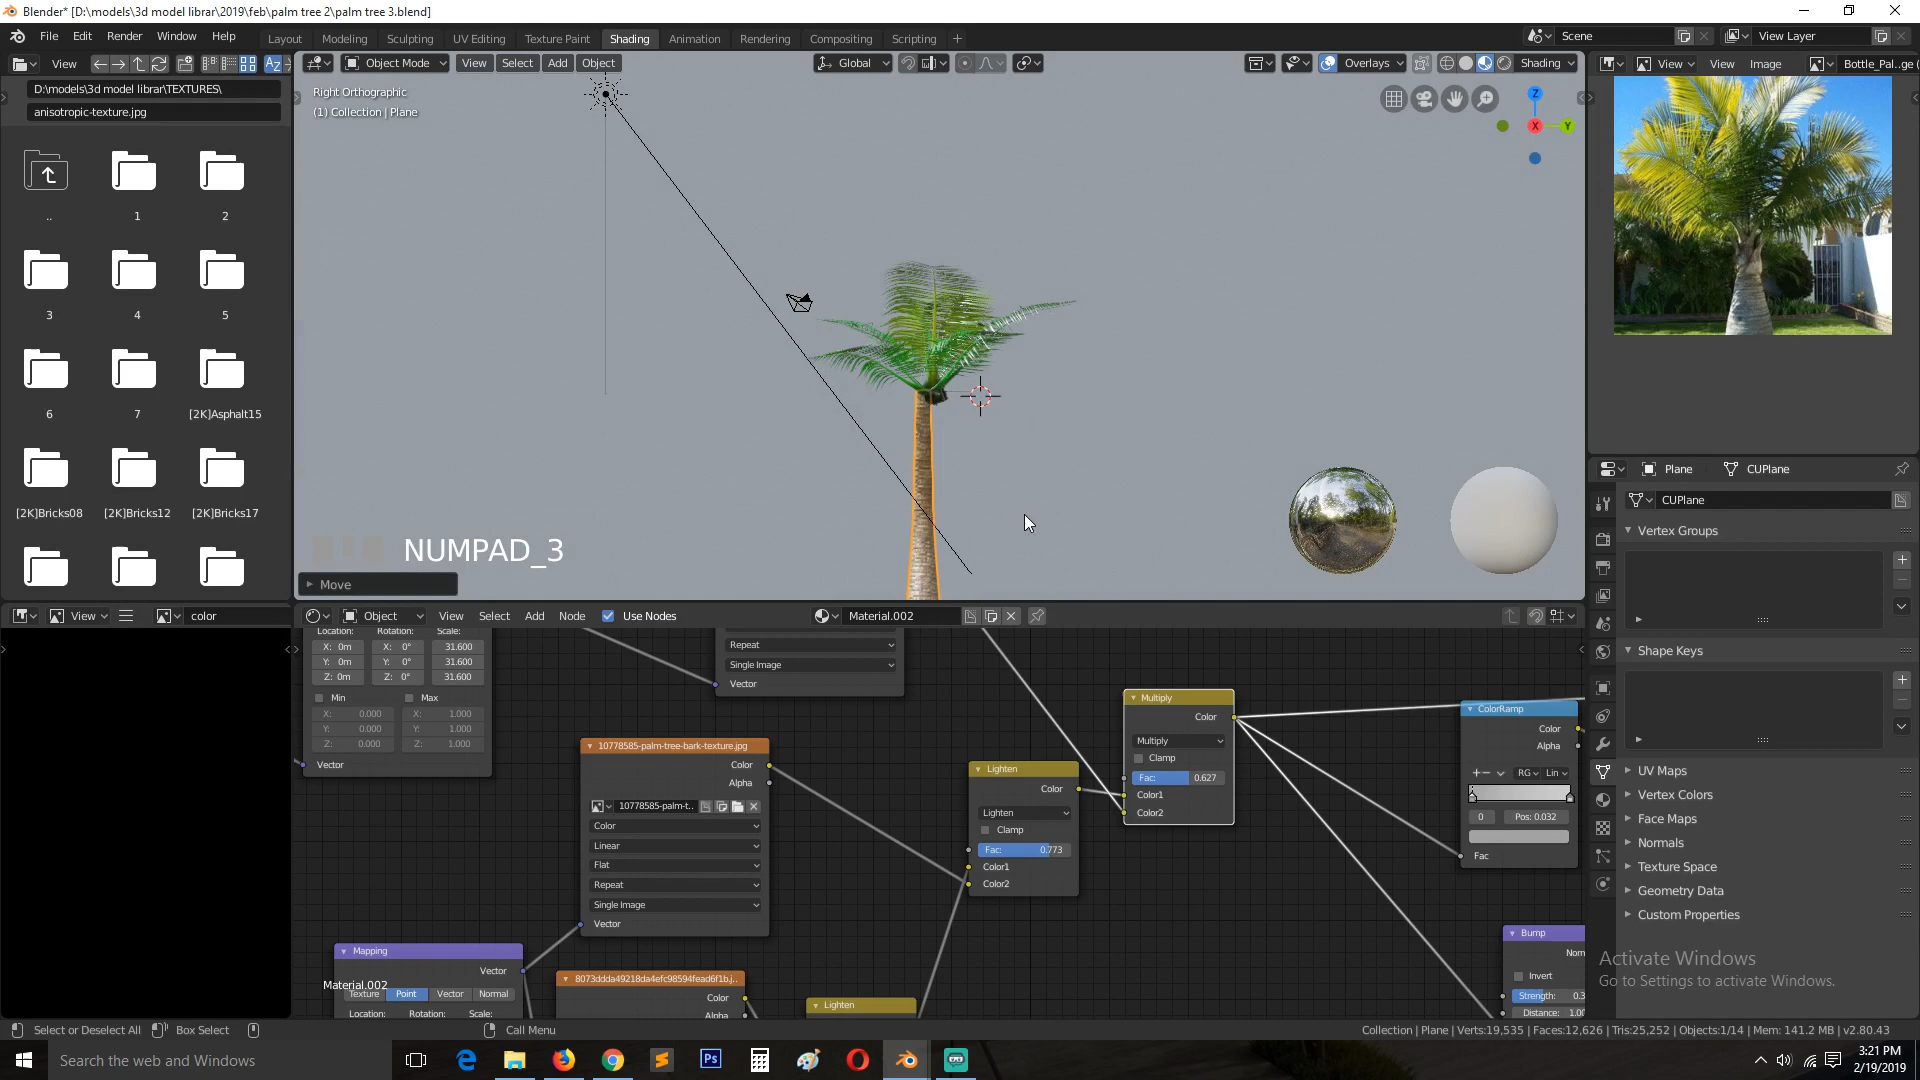 Blender* [D:\models\3d model librar\2019\feb\palm tree 2\palm tree 3.blend]
File Edit Render Window Help
Layout Modeling Sculpting UV Editing Texture Paint Shading Animation Rendering Compositing Scripting +
Scene
View Layer
View
D:\models\3d model librar\TEXTURES\
anisotropic-texture.jpg
..
1
2
3
4
5
6
7
[2K]Asphalt15
[2K]Bricks08
[2K]Bricks12
[2K]Bricks17
Object Mode View Select Add Object
Global
Overlays
Shading
Right Orthographic
(1) Collection | Plane
Z
X
Y
NUMPAD_3
Move
View View Image
Bottle_Pal..ge (
Plane CUPlane
CUPlane
Vertex Groups
Shape Keys
UV Maps
Vertex Colors
Face Maps
Normals
Texture Space
Geometry Data
Custom Properties
View
color
Object View Select Add Node Use Nodes
Material.002
Location: Rotation: Scale:
X: 0m X: 0° 31.600
Y: 0m Y: 0° 31.600
Z: 0m Z: 0° 31.600
Min Max
X: 0.000 X: 1.000
Y: 0.000 Y: 1.000
Z: 0.000 Z: 1.000
Vector
Repeat
Single Image
Vector
10778585-palm-tree-bark-texture.jpg
Color
Alpha
10778585-palm-t..
Color
Linear
Flat
Repeat
Single Image
Vector
Mapping
Vector
Texture Point Vector Normal
Location: Rotation: Scale:
Material.002
8073ddda49218da4efc98594fead6f1b.j..
Color
Alpha
Lighten
Lighten
Color
Lighten
Clamp
Fac: 0.773
Color1
Color2
Multiply
Color
Multiply
Clamp
Fac: 0.627
Color1
Color2
ColorRamp
Color
Alpha
RG Lin
0 Pos: 0.032
Fac
Bump
Nom
Invert
Strength: 0.3
Distance: 1.00
Activate Windows
Go to Settings to activate Windows.
Select or Deselect All Box Select Call Menu
Collection | Plane | Verts:19,535 | Faces:12,626 | Tris:25,252 | Objects:1/14 | Mem: 141.2 MB | v2.80.43
Search the web and Windows
Ps
3:21 PM
2/19/2019